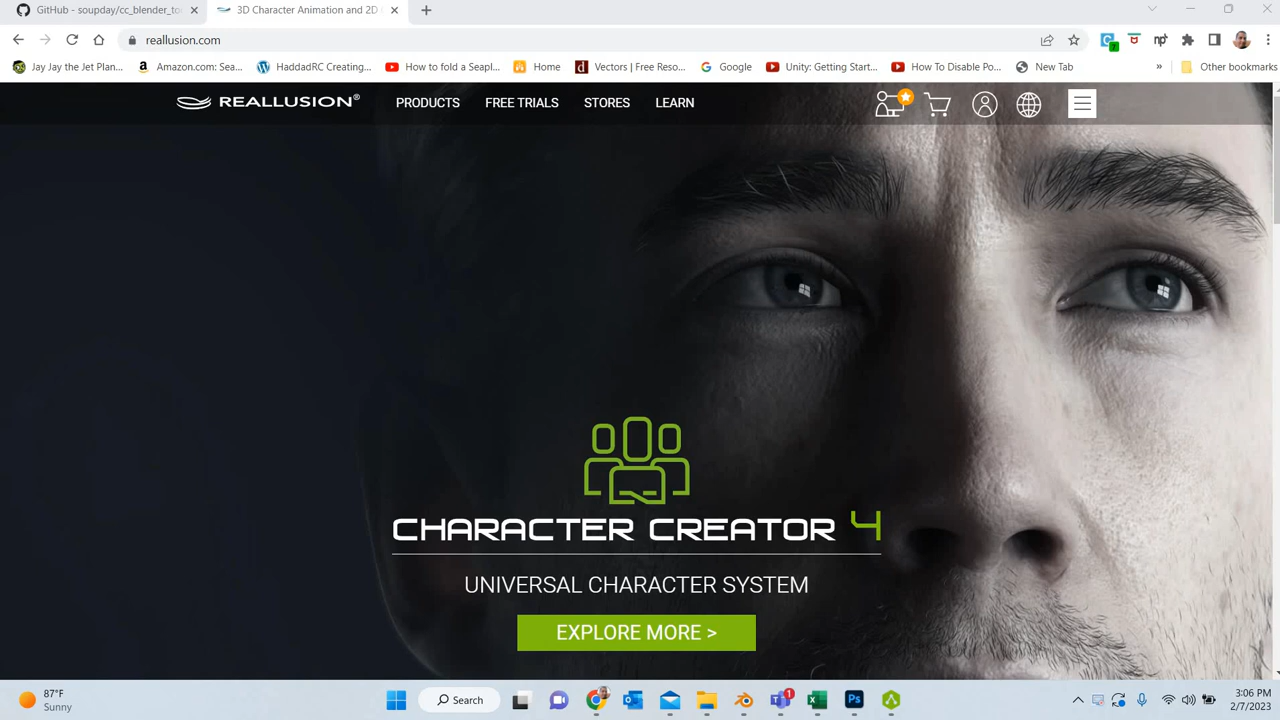 GitHub - soupday/cc_blender_to
3D Character Animation and 2D
reallusion.com
7
Jay Jay the Jet Plan...
Amazon.com: Sea...
HaddadRC Creating...
How to fold a Seapl...
Home
Vectors | Free Reso...
Google
Unity: Getting Start...
How To Disable Po...
New Tab
»
Other bookmarks
REALLUSION®
PRODUCTS
FREE TRIALS
STORES
LEARN
CHARACTER CREATOR 4
UNIVERSAL CHARACTER SYSTEM
EXPLORE MORE >
87°F
Sunny
Search
1
Ps
3:06 PM
2/7/2023